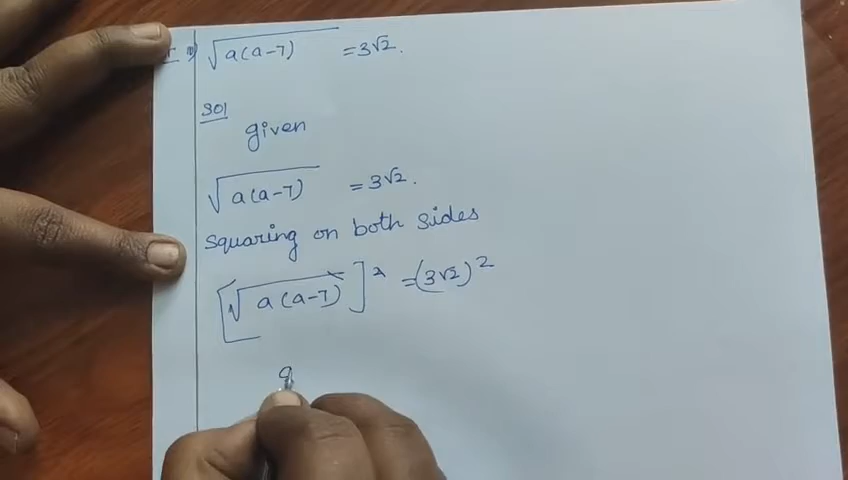 I 1) √a(a-7) = 3√2.
Sol
given
√a(a-7) = 3√2.
Squaring on both sides
[√a(a-7)]² = (3√2)²
a